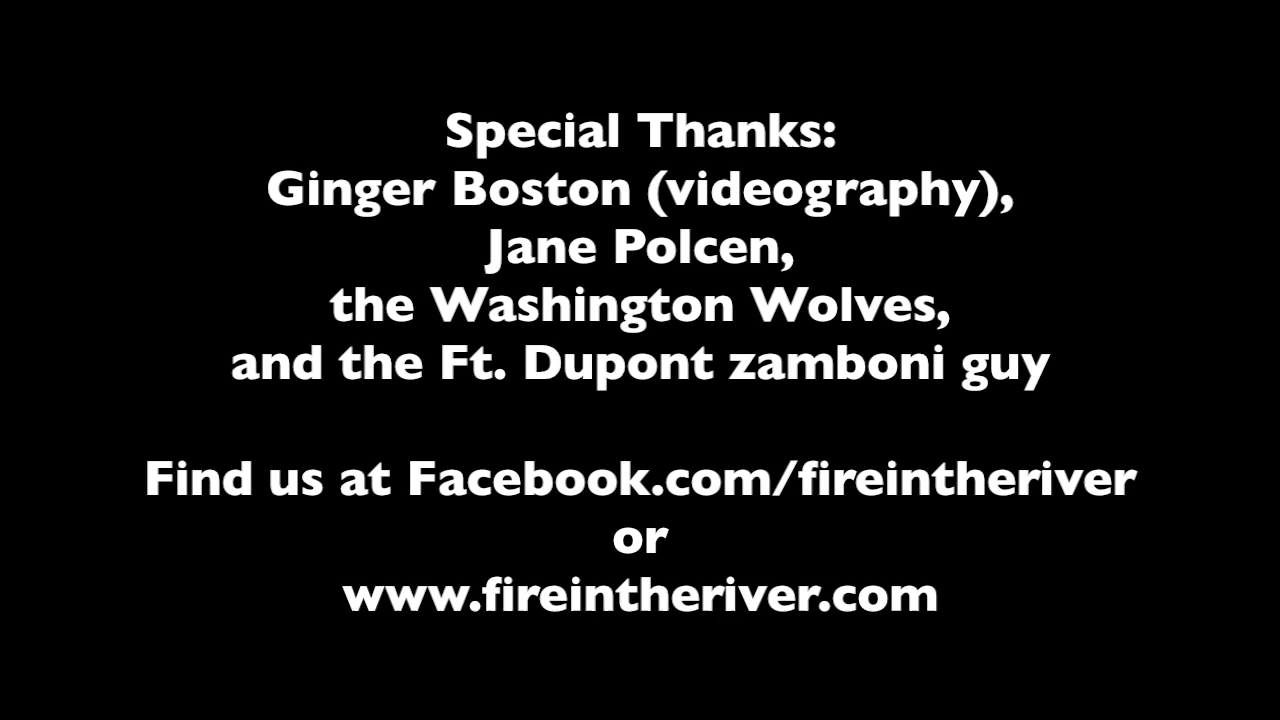 Special Thanks:
Ginger Boston (videography),
Jane Polcen,
the Washington Wolves,
and the Ft. Dupont zamboni guy
Find us at Facebook.com/fireintheriver
or
www.fireintheriver.com